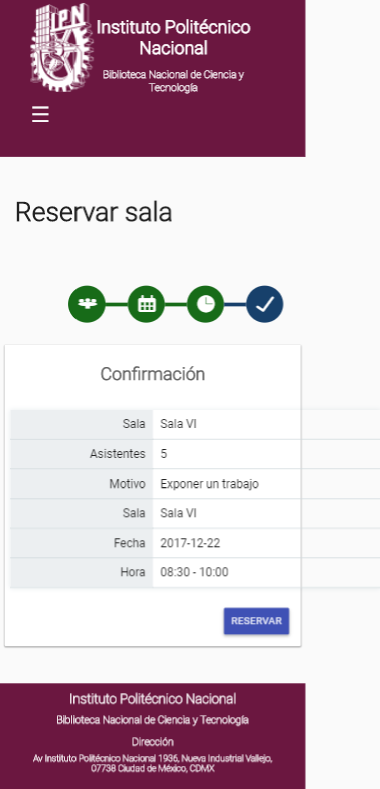 IPN
Instituto Politécnico
Nacional
Biblioteca Nacional de Ciencia y
Tecnología
Reservar sala
Confirmación
Sala Sala VI
Asistentes 5
Motivo Exponer un trabajo
Sala Sala VI
Fecha 2017-12-22
Hora 08:30 - 10:00
RESERVAR
Instituto Politécnico Nacional
Biblioteca Nacional de Ciencia y Tecnología
Dirección
Av Instituto Politécnico Nacional 1936, Nueva Industrial Vallejo,
07738 Ciudad de México, CDMX